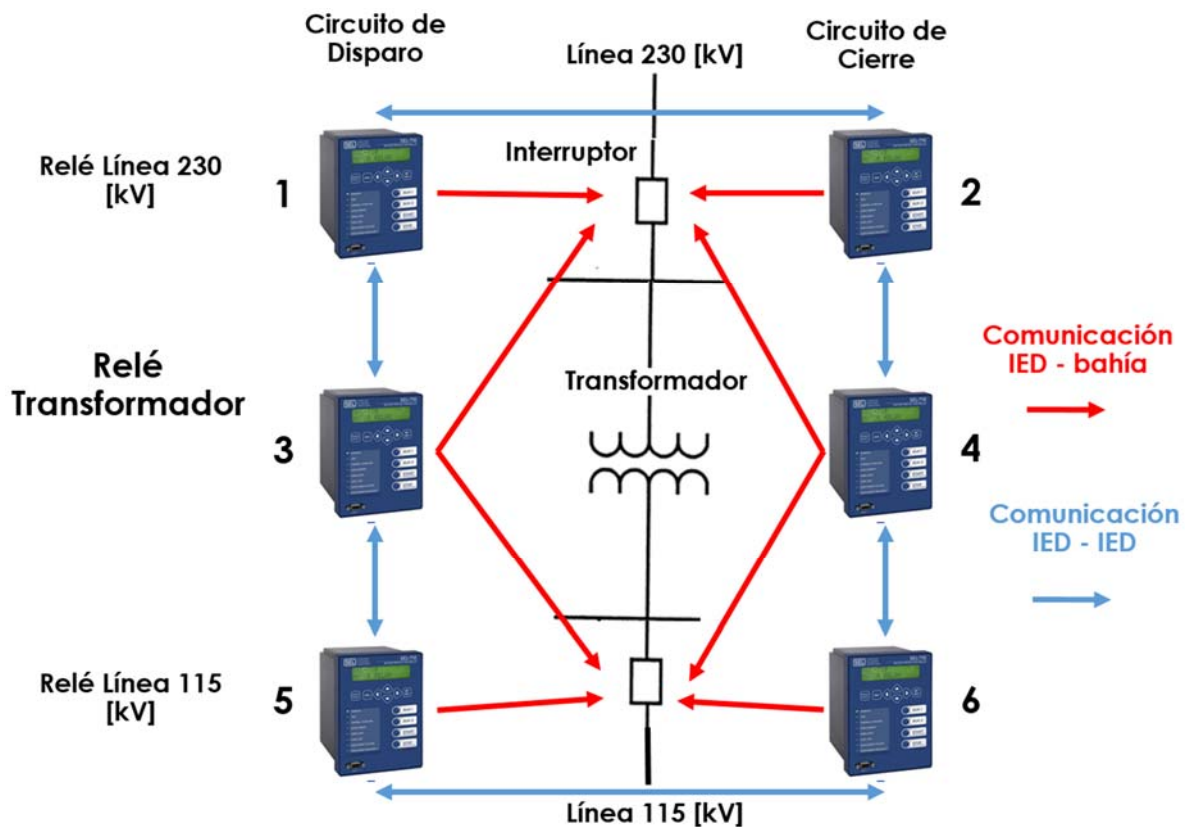 Circuito de
Disparo
Línea 230 [kV]
Circuito de
Cierre
Relé Línea 230
[kV]
1
Interruptor
2
Relé
Transformador
3
Transformador
4
Comunicación
IED - bahía
Comunicación
IED - IED
Relé Línea 115
[kV]
5
6
Línea 115 [kV]